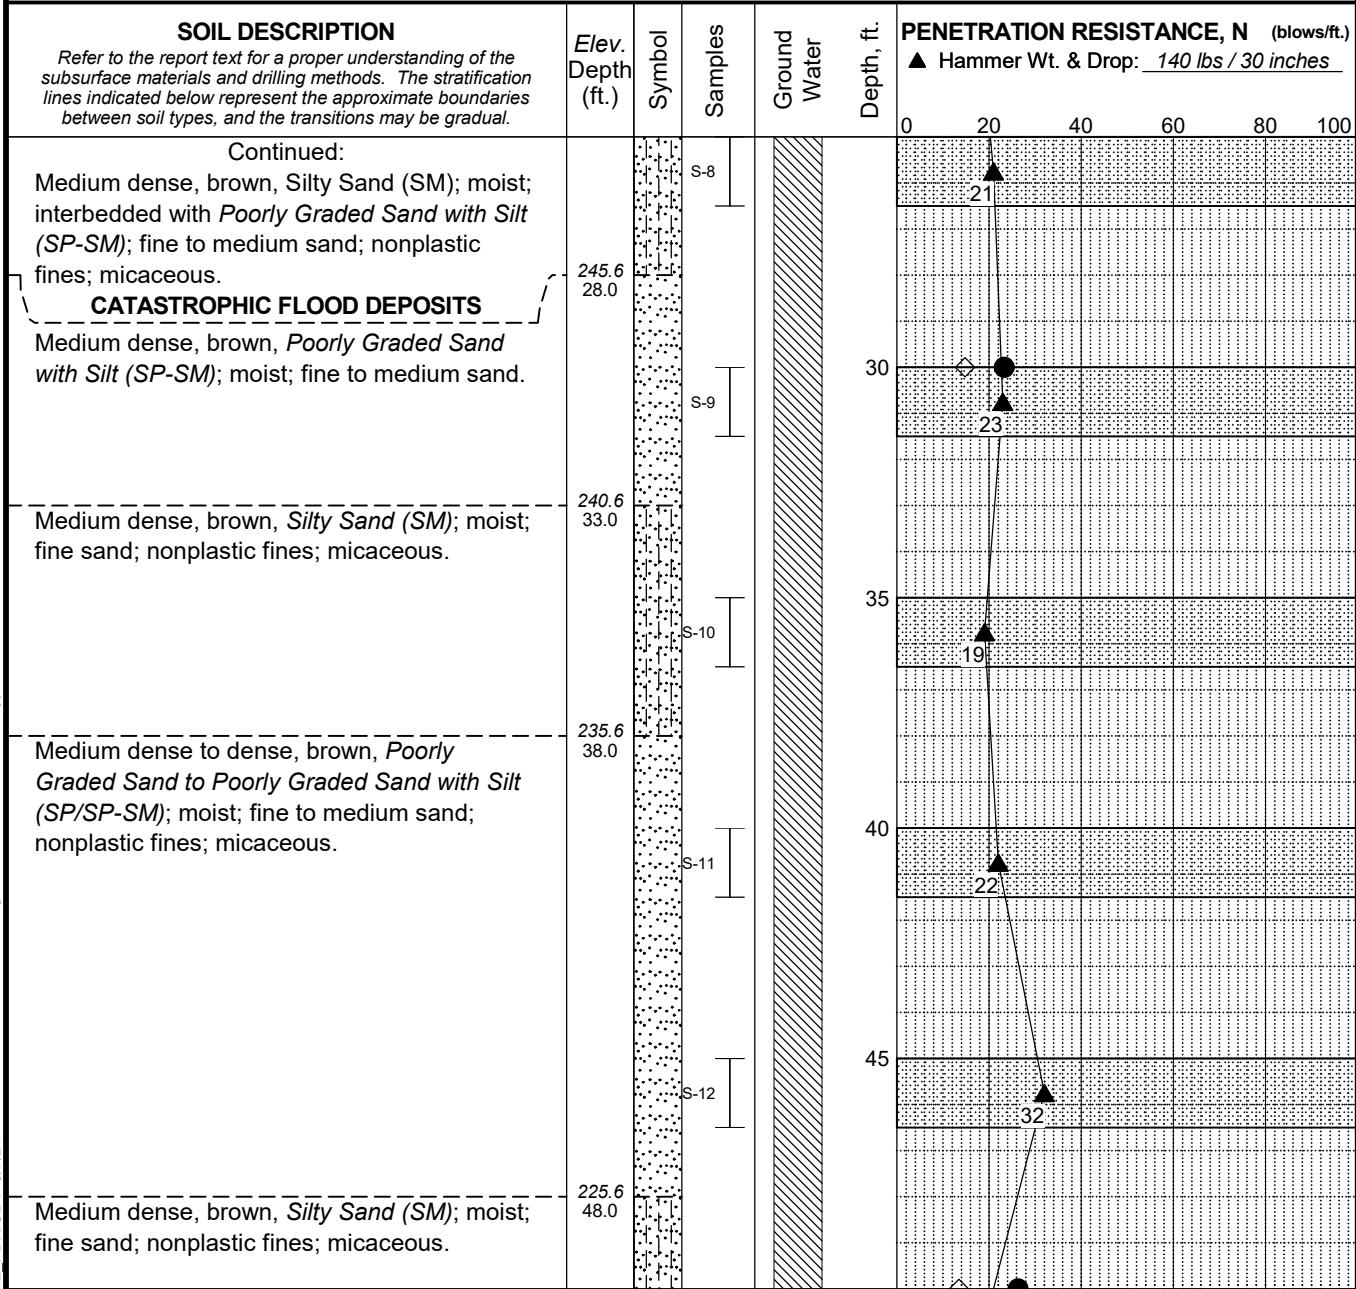 SOIL DESCRIPTION
Refer to the report text for a proper understanding of the
subsurface materials and drilling methods. The stratification
lines indicated below represent the approximate boundaries
between soil types, and the transitions may be gradual.
Elev.
Depth
(ft.)
Symbol
Samples
Ground
Water
Depth, ft.
PENETRATION RESISTANCE, N (blows/ft.)
▲ Hammer Wt. & Drop: 140 lbs / 30 inches
0 20 40 60 80 100
Continued:
Medium dense, brown, Silty Sand (SM); moist;
interbedded with Poorly Graded Sand with Silt
(SP-SM); fine to medium sand; nonplastic
fines; micaceous.
CATASTROPHIC FLOOD DEPOSITS
245.6
28.0
Medium dense, brown, Poorly Graded Sand
with Silt (SP-SM); moist; fine to medium sand.
240.6
33.0
Medium dense, brown, Silty Sand (SM); moist;
fine sand; nonplastic fines; micaceous.
235.6
38.0
Medium dense to dense, brown, Poorly
Graded Sand to Poorly Graded Sand with Silt
(SP/SP-SM); moist; fine to medium sand;
nonplastic fines; micaceous.
225.6
48.0
Medium dense, brown, Silty Sand (SM); moist;
fine sand; nonplastic fines; micaceous.
S-8
S-9
S-10
S-11
S-12
30
35
40
45
21
23
19
22
32